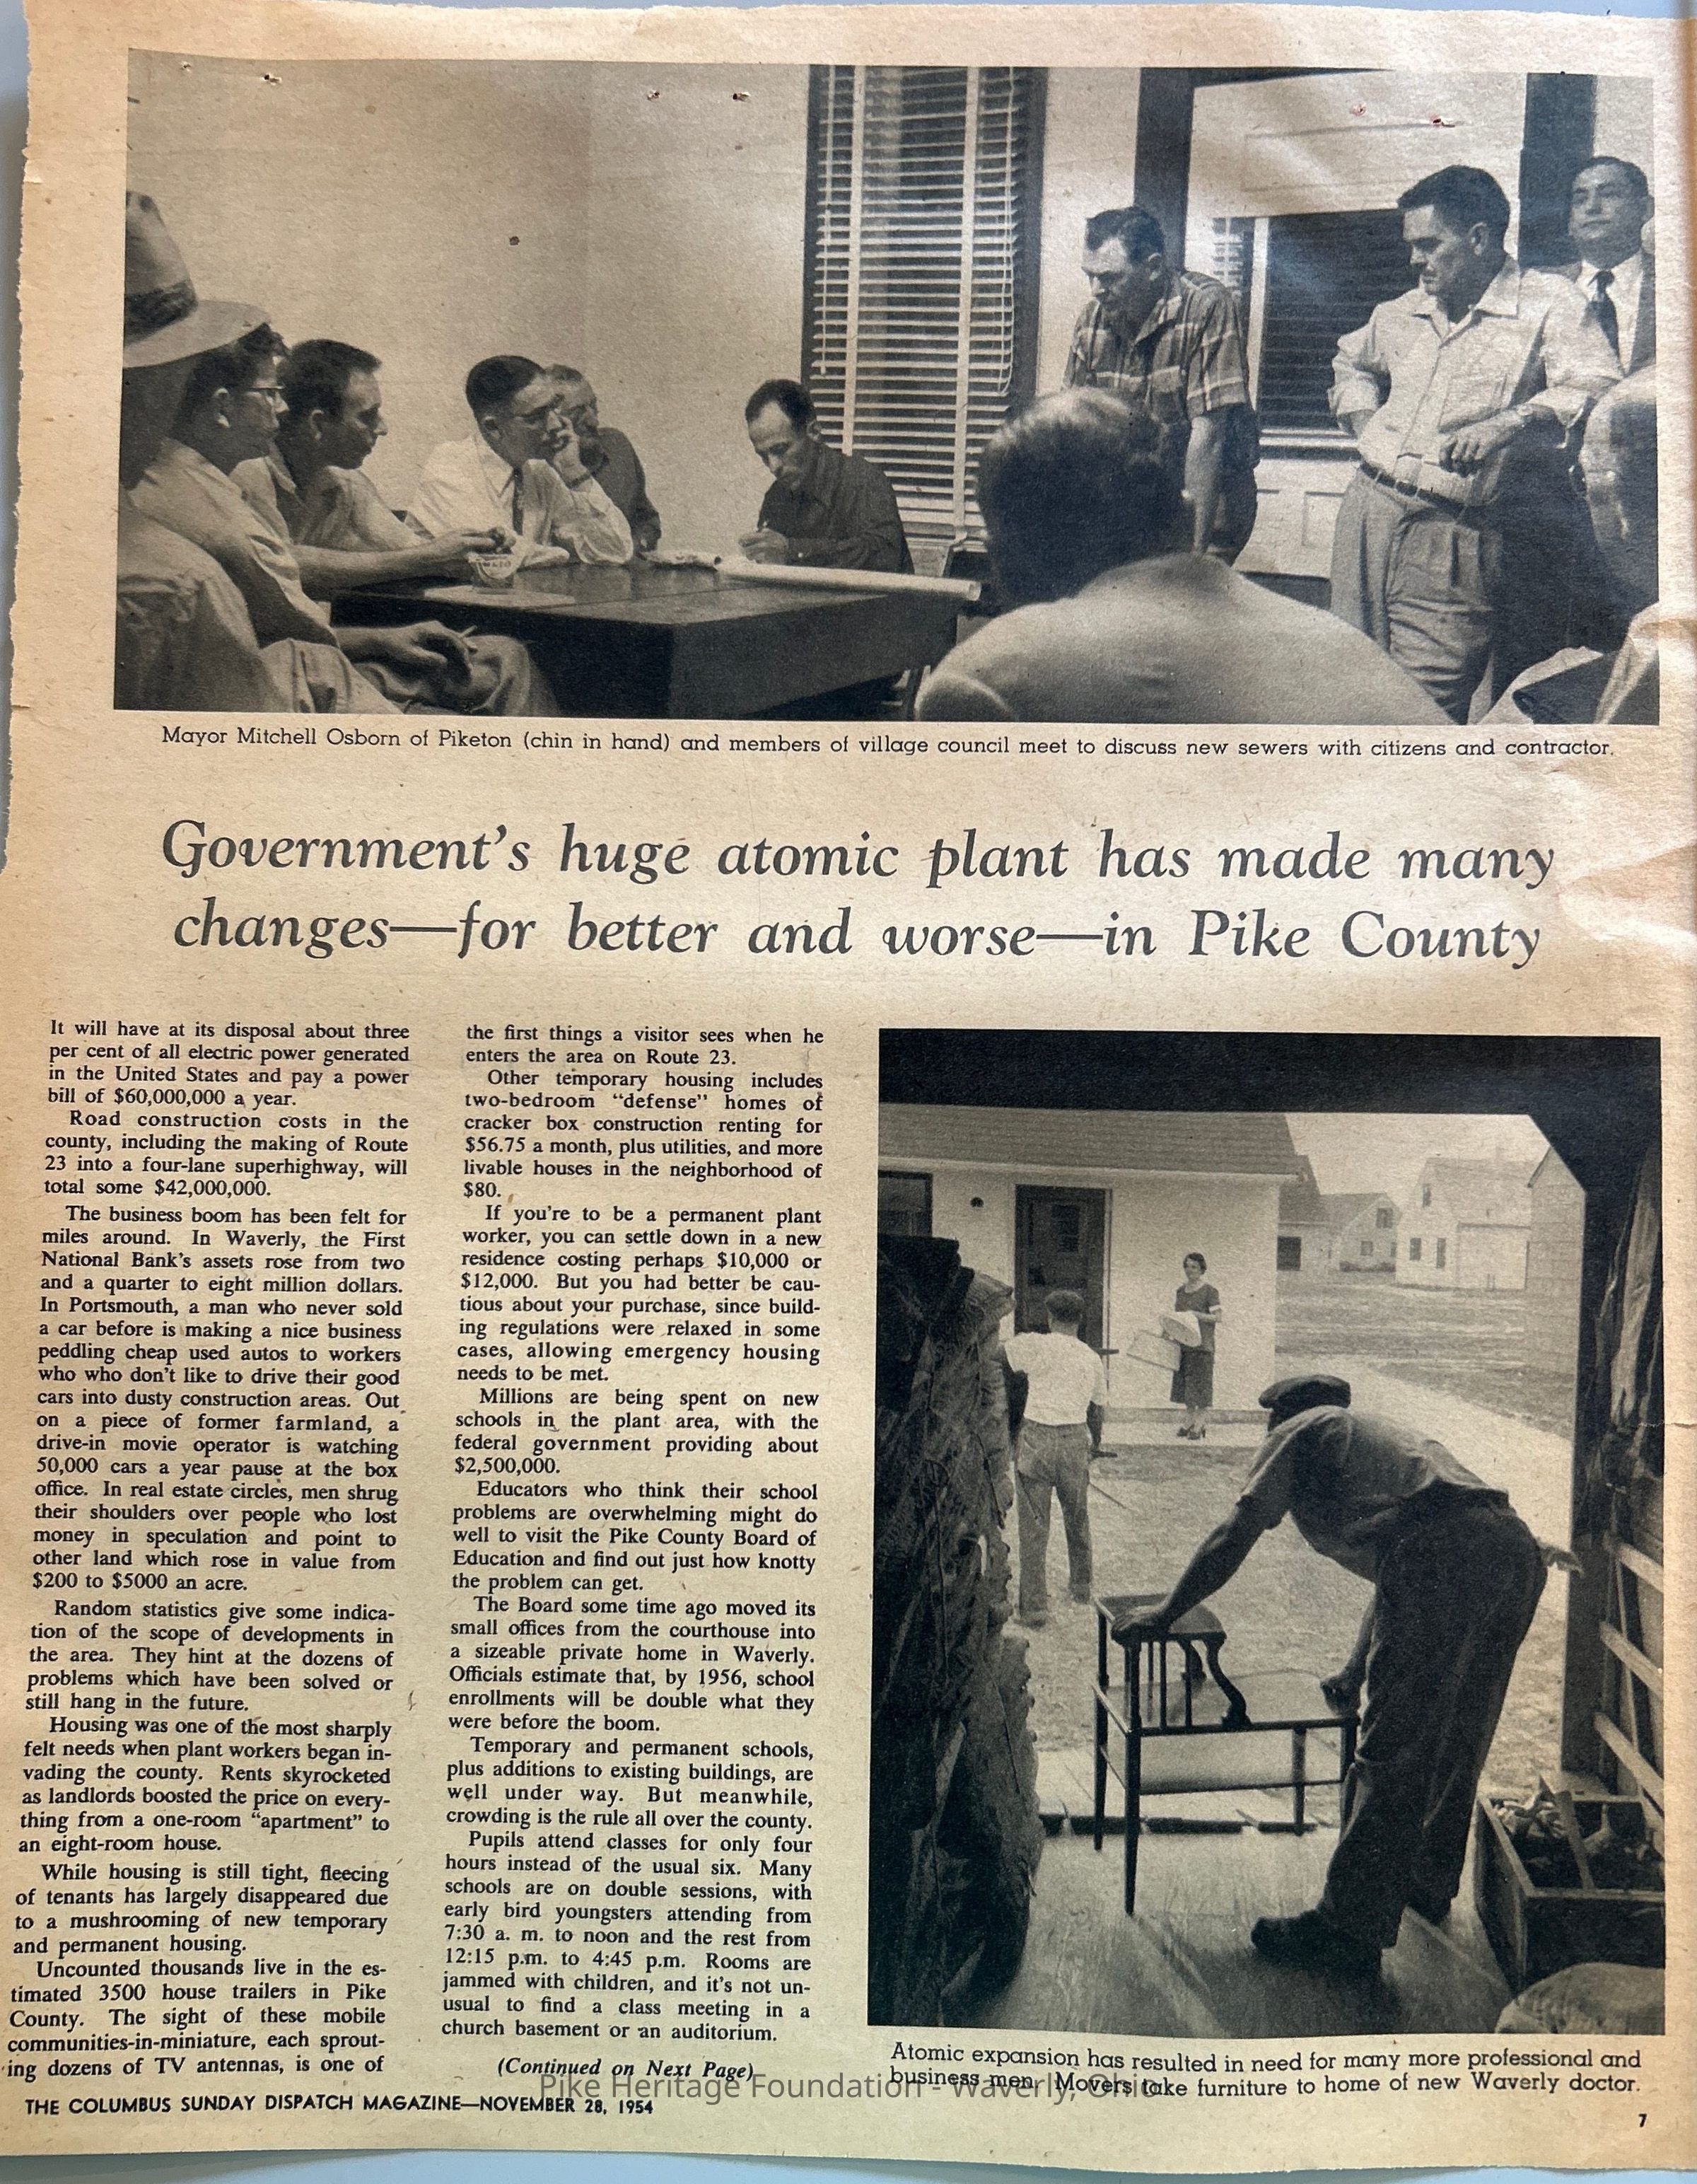 Mayor Mitchell Osborn of Piketon (chin in hand) and members of village council meet to discuss new sewers with citizens and contractor.
Government's huge atomic plant has made many
changes—for better and worse—in Pike County
It will have at its disposal about three
per cent of all electric power generated
in the United States and pay a power
bill of $60,000,000 a year.
Road construction costs in the
county, including the making of Route
23 into a four-lane superhighway, will
total some $42,000,000.
The business boom has been felt for
miles around. In Waverly, the First
National Bank's assets rose from two
and a quarter to eight million dollars.
In Portsmouth, a man who never sold
a car before is making a nice business
peddling cheap used autos to workers
who who don't like to drive their good
cars into dusty construction areas. Out
on a piece of former farmland, a
drive-in movie operator is watching
50,000 cars a year pause at the box
office. In real estate circles, men shrug
their shoulders over people who lost
money in speculation and point to
other land which rose in value from
$200 to $5000 an acre.
Random statistics give some indica-
tion of the scope of developments in
the area. They hint at the dozens of
problems which have been solved or
still hang in the future.
Housing was one of the most sharply
felt needs when plant workers began in-
vading the county. Rents skyrocketed
as landlords boosted the price on every-
thing from a one-room "apartment" to
an eight-room house.
While housing is still tight, fleecing
of tenants has largely disappeared due
to a mushrooming of new temporary
and permanent housing.
Uncounted thousands live in the es-
timated 3500 house trailers in Pike
County. The sight of these mobile
communities-in-miniature, each sprout-
ing dozens of TV antennas, is one of
the first things a visitor sees when he
enters the area on Route 23.
Other temporary housing includes
two-bedroom "defense" homes of
cracker box construction renting for
$56.75 a month, plus utilities, and more
livable houses in the neighborhood of
$80.
If you're to be a permanent plant
worker, you can settle down in a new
residence costing perhaps $10,000 or
$12,000. But you had better be cau-
tious about your purchase, since build-
ing regulations were relaxed in some
cases, allowing emergency housing
needs to be met.
Millions are being spent on new
schools in the plant area, with the
federal government providing about
$2,500,000.
Educators who think their school
problems are overwhelming might do
well to visit the Pike County Board of
Education and find out just how knotty
the problem can get.
The Board some time ago moved its
small offices from the courthouse into
a sizeable private home in Waverly.
Officials estimate that, by 1956, school
enrollments will be double what they
were before the boom.
Temporary and permanent schools,
plus additions to existing buildings, are
well under way. But meanwhile,
crowding is the rule all over the county.
Pupils attend classes for only four
hours instead of the usual six. Many
schools are on double sessions, with
early bird youngsters attending from
7:30 a. m. to noon and the rest from
12:15 p.m. to 4:45 p.m. Rooms are
jammed with children, and it's not un-
usual to find a class meeting in a
church basement or an auditorium.
(Continued on Next Page)
Atomic expansion has resulted in need for many more professional and
business men. Movers take furniture to home of new Waverly doctor.
Pike Heritage Foundation - Waverly, Ohio
THE COLUMBUS SUNDAY DISPATCH MAGAZINE—NOVEMBER 28, 1954
7